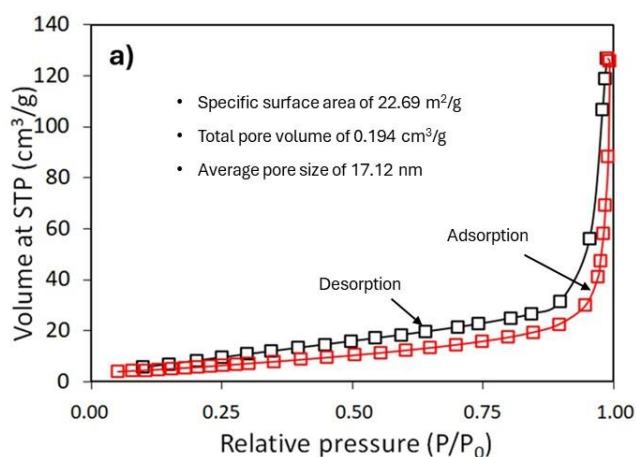 a)
140
120
100
80
60
40
20
0
Volume at STP (cm³/g)
• Specific surface area of 22.69 m²/g
• Total pore volume of 0.194 cm³/g
• Average pore size of 17.12 nm
Adsorption
Desorption
0.00 0.25 0.50 0.75 1.00
Relative pressure (P/P₀)